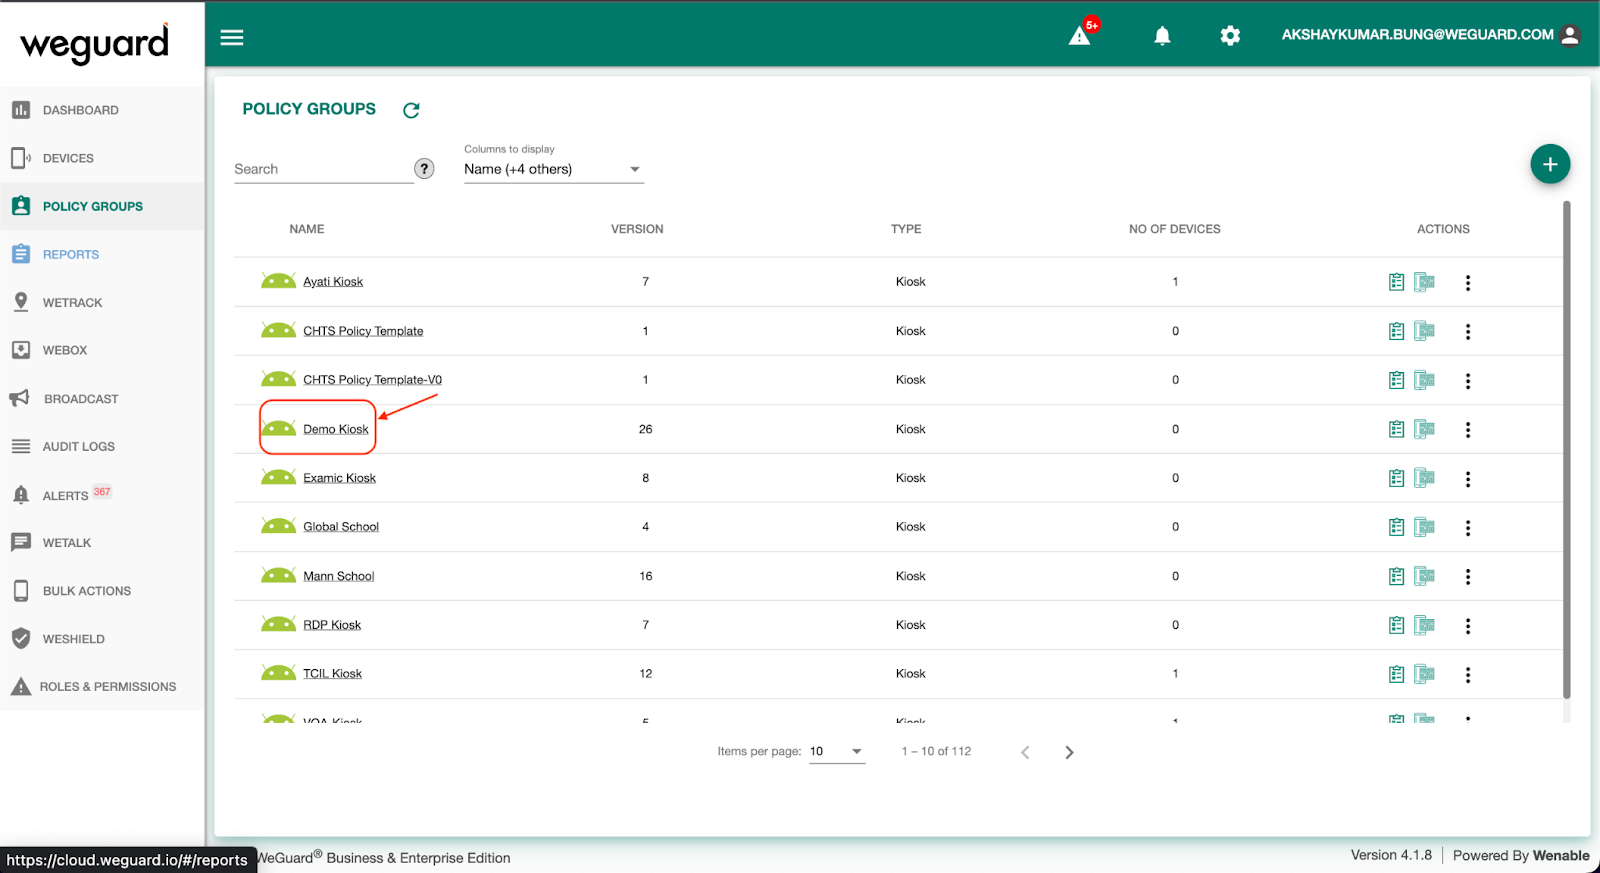 weguard
5+
AKSHAYKUMAR.BUNG@WEGUARD.COM
DASHBOARD
DEVICES
POLICY GROUPS
REPORTS
WETRACK
WEBOX
BROADCAST
AUDIT LOGS
ALERTS 367
WETALK
BULK ACTIONS
WESHIELD
ROLES & PERMISSIONS
POLICY GROUPS
Search
?
Columns to display
Name (+4 others)
NAME VERSION TYPE NO OF DEVICES ACTIONS
Ayati Kiosk 7 Kiosk 1
CHTS Policy Template 1 Kiosk 0
CHTS Policy Template-V0 1 Kiosk 0
Demo Kiosk 26 Kiosk 0
Examic Kiosk 8 Kiosk 0
Global School 4 Kiosk 0
Mann School 16 Kiosk 0
RDP Kiosk 7 Kiosk 0
TCIL Kiosk 12 Kiosk 1
Kiosk 5 Kiosk 1
Items per page: 10 1 – 10 of 112
https://cloud.weguard.io/#/reports
WeGuard® Business & Enterprise Edition
Version 4.1.8 Powered By Wenable